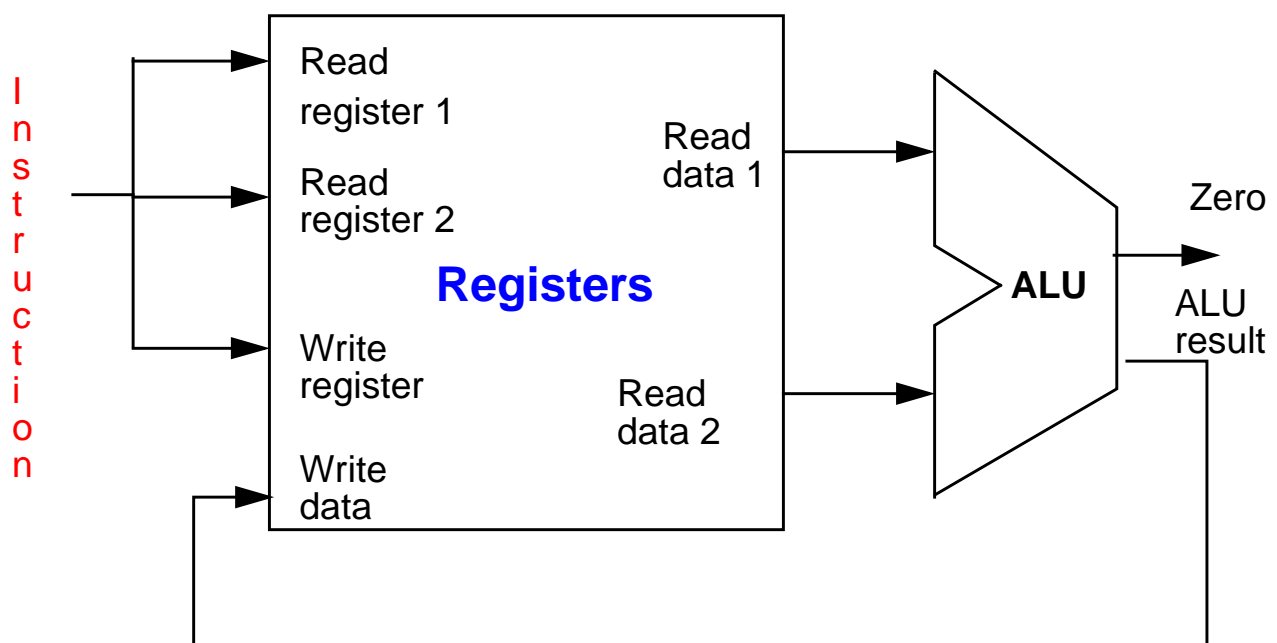 Instruction
Read
register 1
Read
register 2
Write
register
Write
data
Registers
Read
data 1
Read
data 2
ALU
Zero
ALU
result